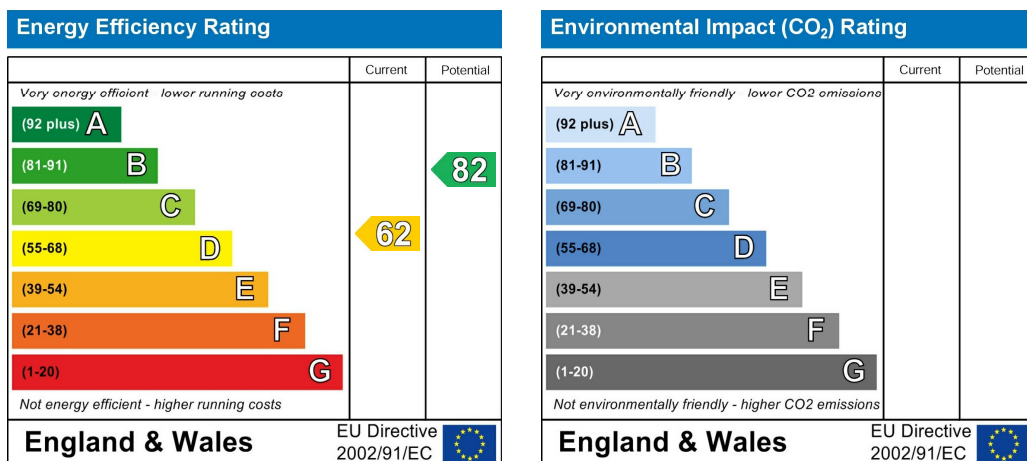 Energy Efficiency Rating
Current Potential
Very energy efficient - lower running costs
(92 plus) A
(81-91) B
(69-80) C
(55-68) D
(39-54) E
(21-38) F
(1-20) G
82
62
Not energy efficient - higher running costs
England & Wales
EU Directive
2002/91/EC
Environmental Impact (CO₂) Rating
Current Potential
Very environmentally friendly - lower CO2 emissions
(92 plus) A
(81-91) B
(69-80) C
(55-68) D
(39-54) E
(21-38) F
(1-20) G
Not environmentally friendly - higher CO2 emissions
England & Wales
EU Directive
2002/91/EC